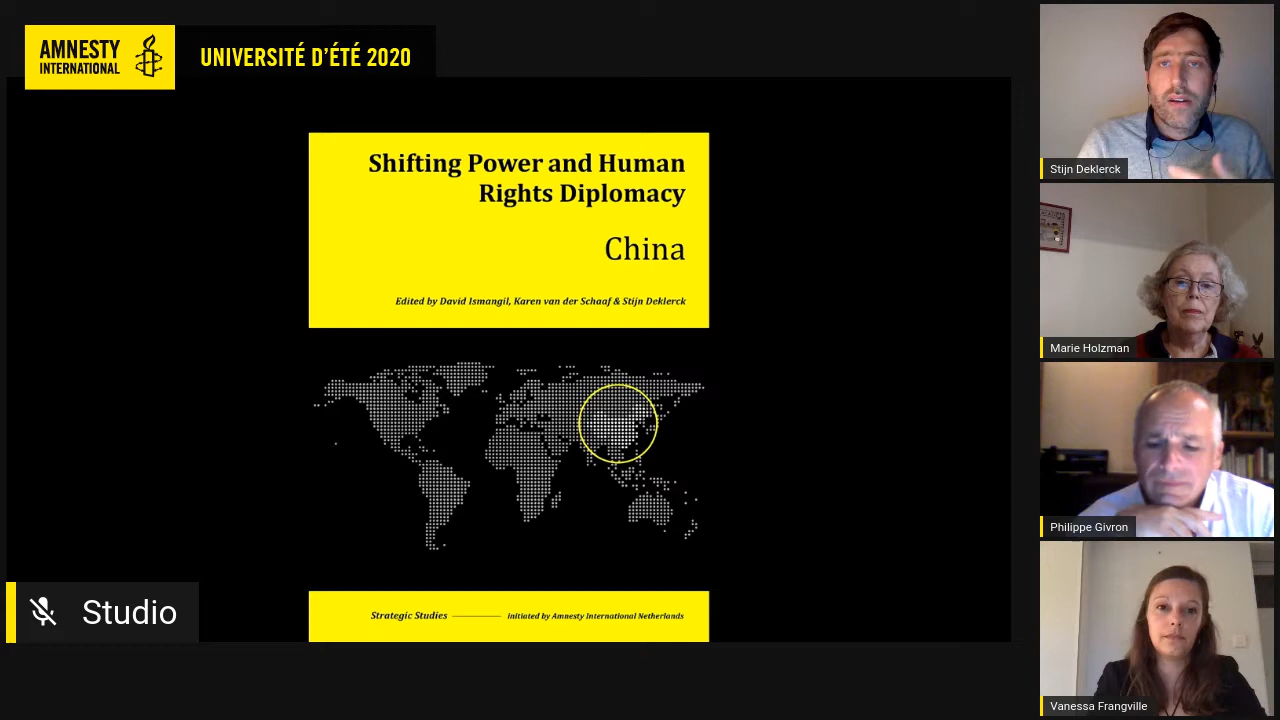 AMNESTY
INTERNATIONAL
UNIVERSITÉ D'ÉTÉ 2020
Shifting Power and Human
Rights Diplomacy
China
Edited by David Ismangil, Karen van der Schaaf & Stijn Deklerck
Strategic Studies
initiated by Amnesty International Netherlands
Studio
Stijn Deklerck
Marie Holzman
Philippe Givron
Vanessa Frangville